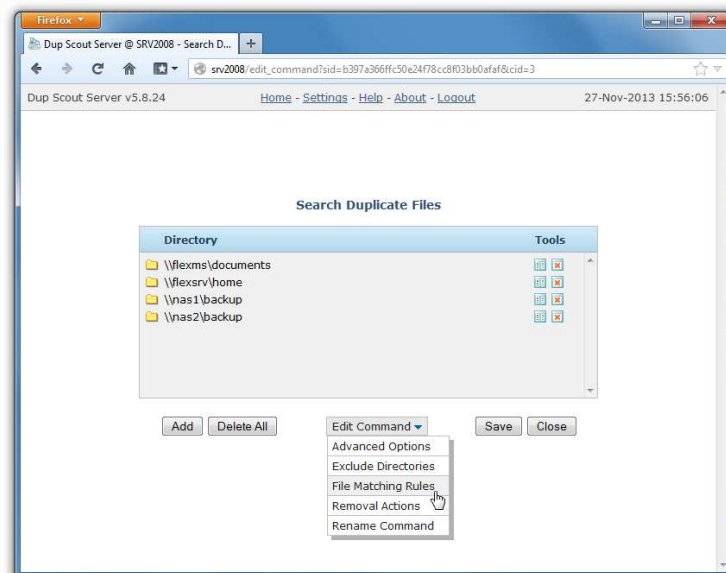 Firefox
Dup Scout Server @ SRV2008 - Search D...
srv2008/edit_command?sid=b397a366ffc50e24f78cc8f03bb0afaf&cid=3
Dup Scout Server v5.8.24 Home - Settings - Help - About - Logout 27-Nov-2013 15:56:06
Search Duplicate Files
Directory Tools
\\flexms\documents
\\flexsrv\home
\\nas1\backup
\\nas2\backup
Add Delete All Edit Command Save Close
Advanced Options
Exclude Directories
File Matching Rules
Removal Actions
Rename Command